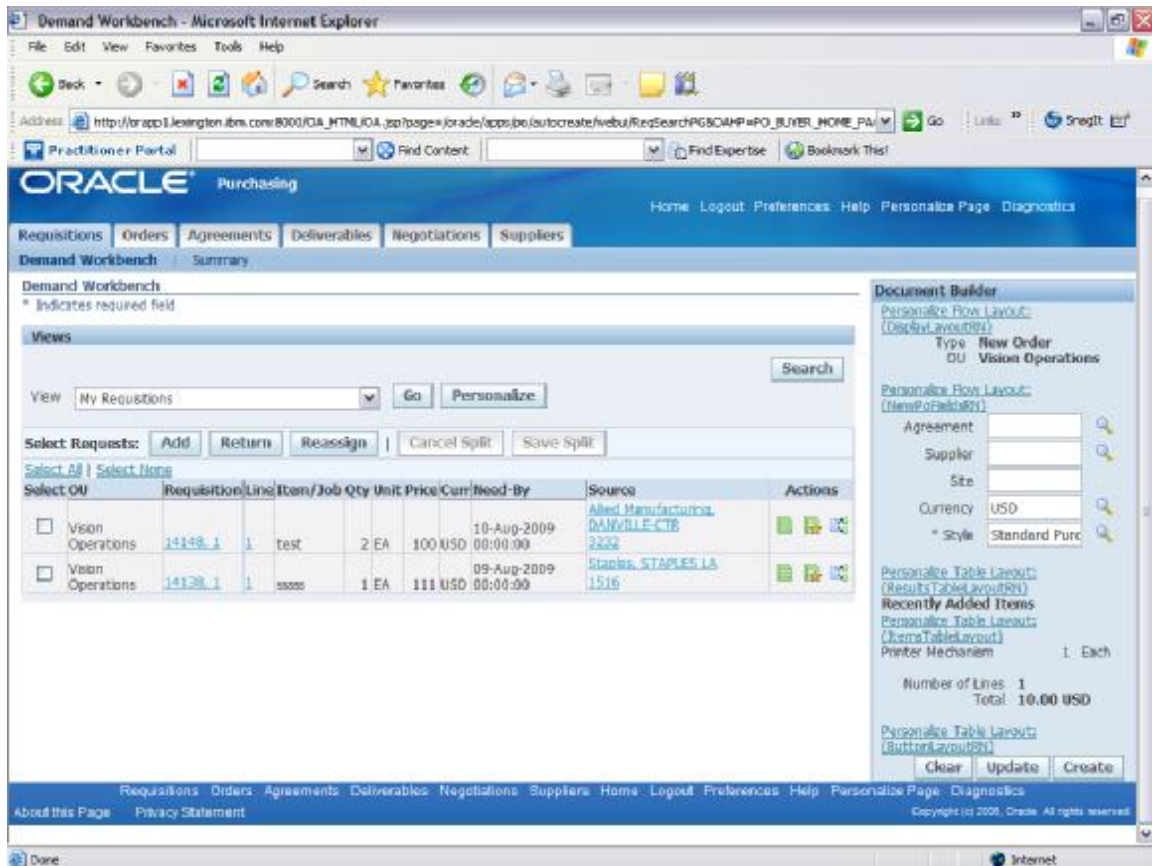 Demand Workbench - Microsoft Internet Explorer
File Edit View Favorites Tools Help
Back Search Favorites
Address http://orapp1.lexington.ibm.com:8000/OA_HTML/OA.jsp?page=/oracle/apps/po/autocreate/webui/ReqSearchPG&OAHP=PO_BUYER_HOME_PA Go Links » SnagIt
Practitioner Portal Find Content Find Expertise Bookmark This!
ORACLE Purchasing
Home Logout Preferences Help Personalize Page Diagnostics
Requisitions Orders Agreements Deliverables Negotiations Suppliers
Demand Workbench | Summary
Demand Workbench
* Indicates required field
Views
Search
View My Requisitions Go Personalize
Select Requests: Add Return Reassign | Cancel Split Save Split
Select All | Select None
Select OU Requisition Line Item/Job Qty Unit Price Curr Need-By Source Actions
Vision Operations 14148, 1 1 test 2 EA 100 USD 10-Aug-2009 00:00:00 Allied Manufacturing, DANVILLE-CTB 3232
Vision Operations 14138, 1 1 sssss 1 EA 111 USD 09-Aug-2009 00:00:00 Staples, STAPLES LA 1516
Document Builder
Personalize Flow Layout:
(DisplayLayoutRN)
Type New Order
OU Vision Operations
Personalize Flow Layout:
(NewPoFieldsRN)
Agreement
Supplier
Site
Currency USD
* Style Standard Purc
Personalize Table Layout:
(ResultsTableLayoutRN)
Recently Added Items
Personalize Table Layout:
(ItemsTableLayout)
Printer Mechanism 1 Each
Number of Lines 1
Total 10.00 USD
Personalize Table Layout:
(ButtonLayoutRN)
Clear Update Create
Requisitions Orders Agreements Deliverables Negotiations Suppliers Home Logout Preferences Help Personalize Page Diagnostics
About this Page Privacy Statement Copyright (c) 2006, Oracle. All rights reserved.
Done Internet